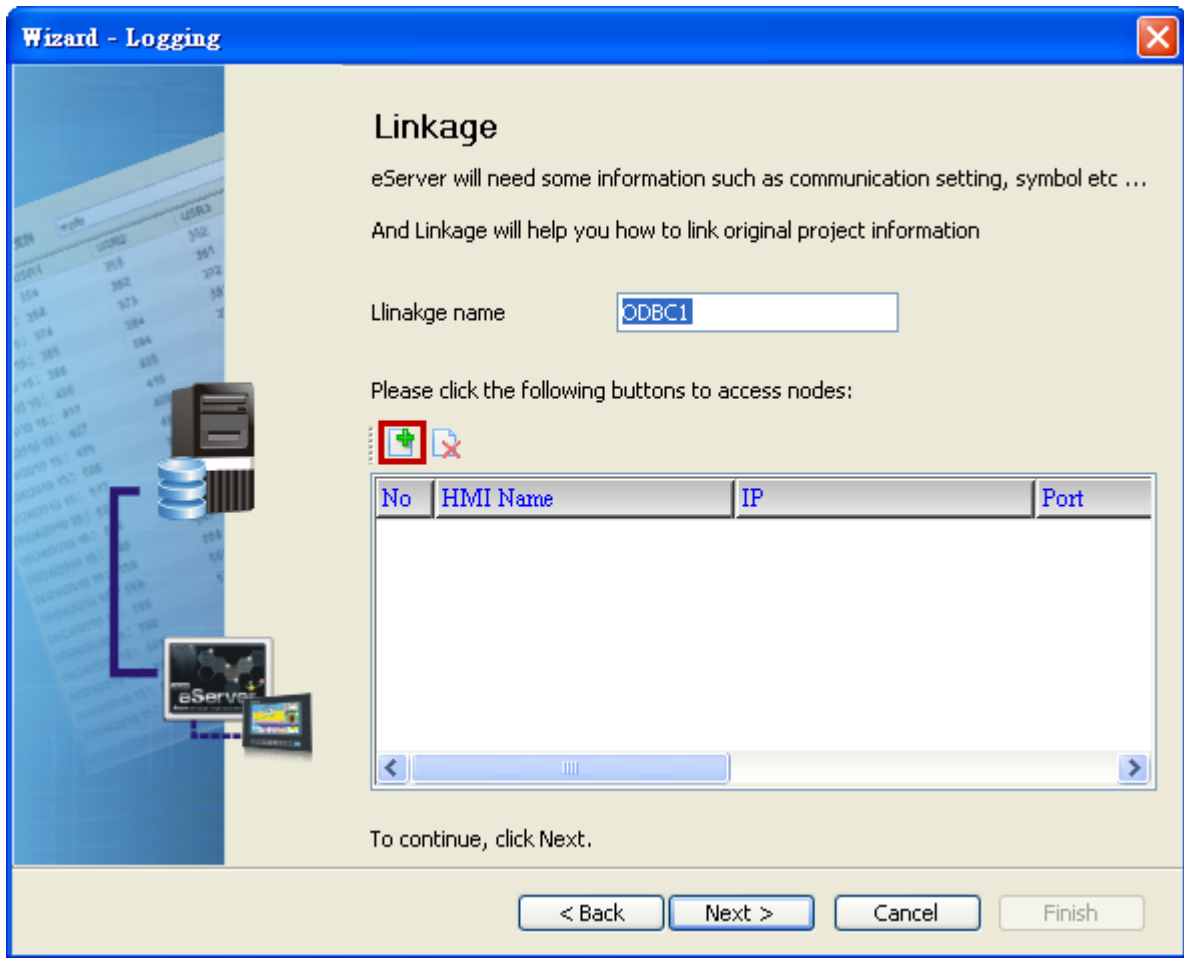 Wizard - Logging
Linkage
eServer will need some information such as communication setting, symbol etc ...
And Linkage will help you how to link original project information
Llinakge name
ODBC1
Please click the following buttons to access nodes:
No HMI Name IP Port
eServer
To continue, click Next.
< Back Next > Cancel Finish